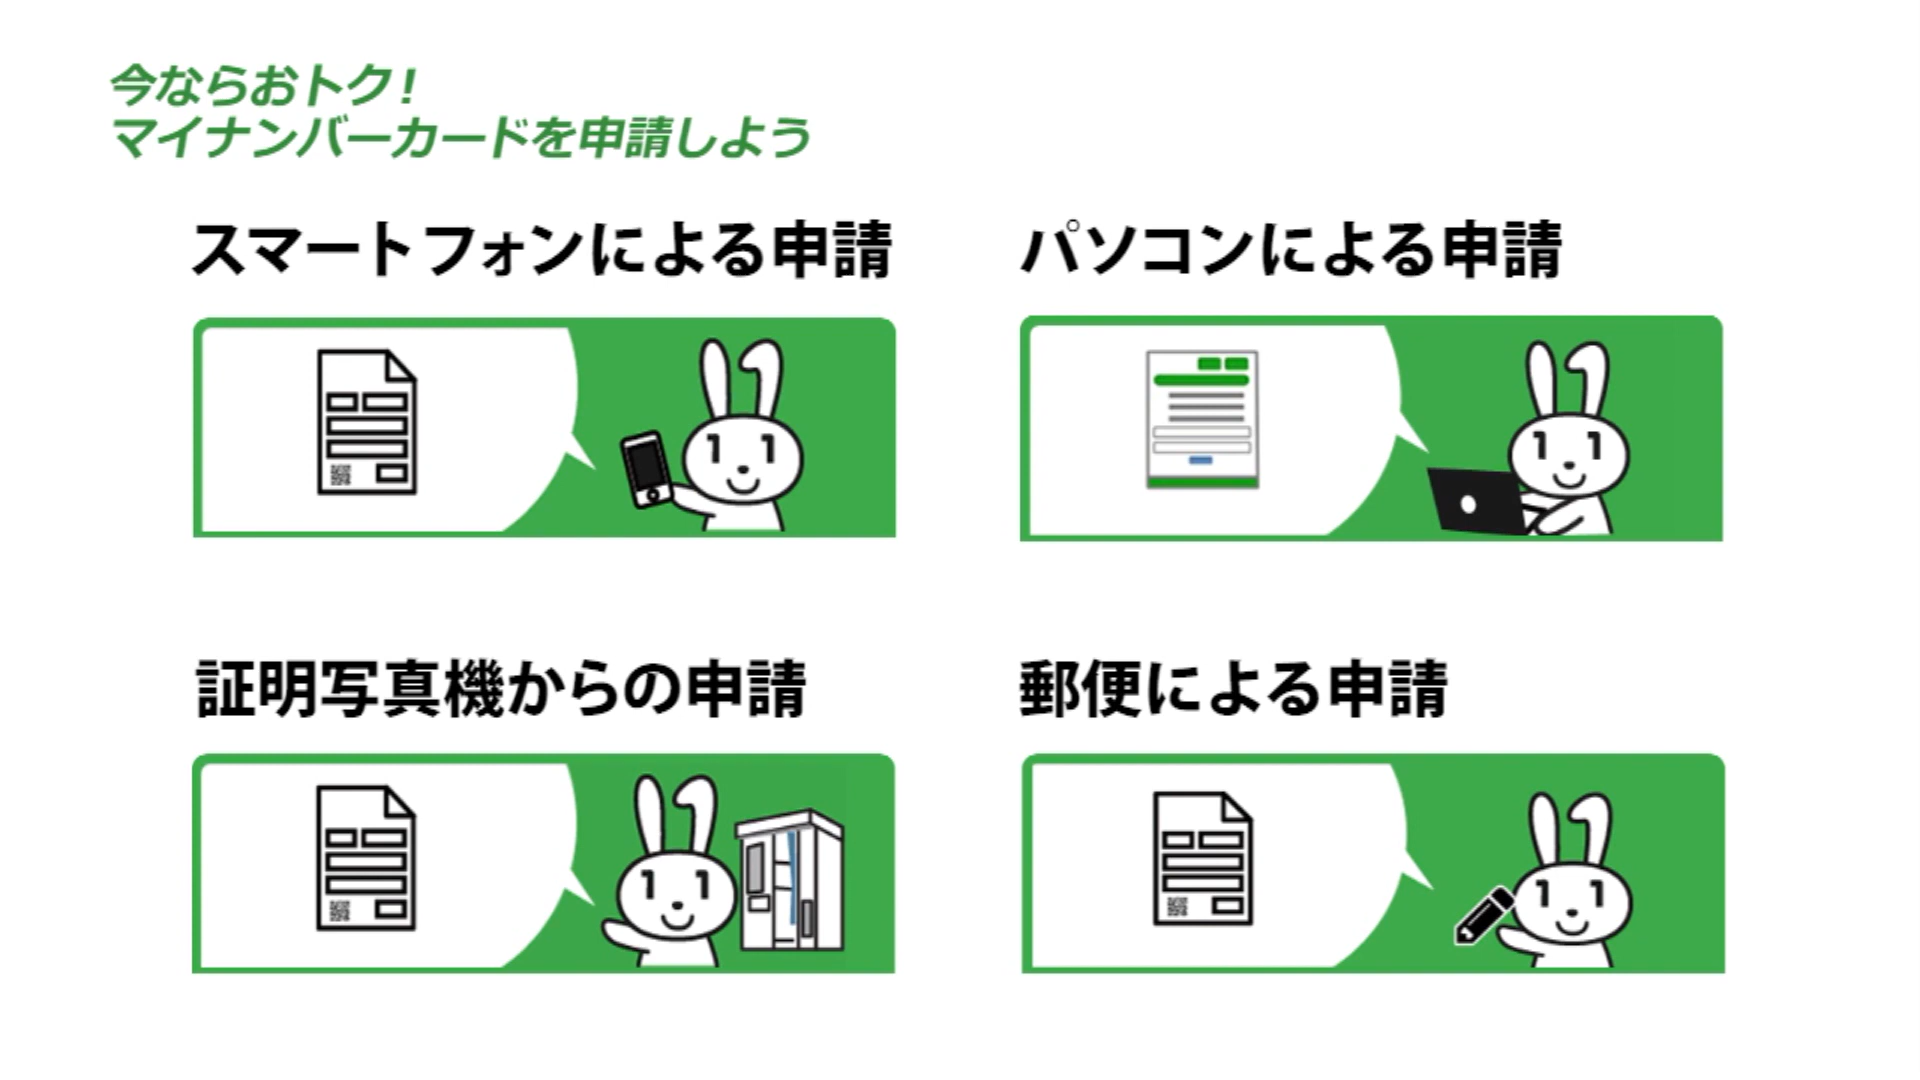 今ならおトク!
マイナンバーカードを申請しよう
スマートフォンによる申請
パソコンによる申請
証明写真機からの申請
郵便による申請